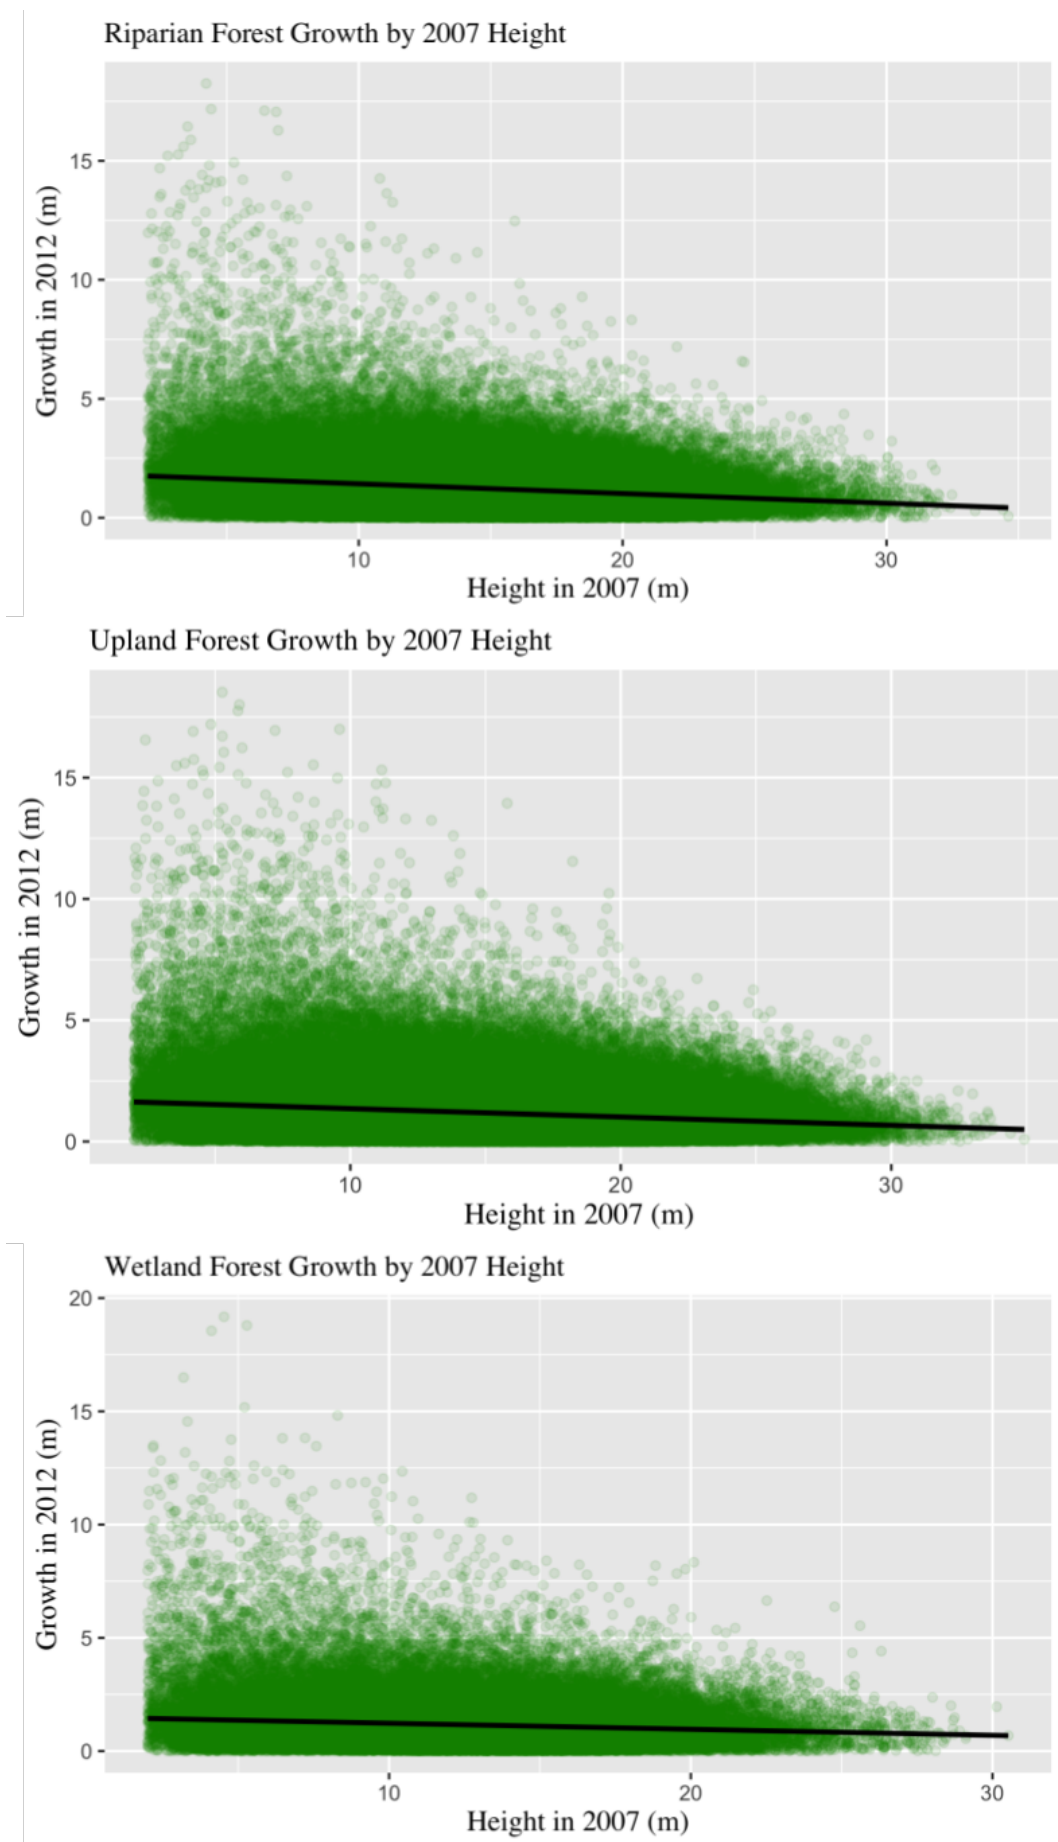 Riparian Forest Growth by 2007 Height
15
10
5
0
Growth in 2012 (m)
10 20 30
Height in 2007 (m)
Upland Forest Growth by 2007 Height
15
10
5
0
Growth in 2012 (m)
10 20 30
Height in 2007 (m)
Wetland Forest Growth by 2007 Height
20
15
10
5
0
Growth in 2012 (m)
10 20 30
Height in 2007 (m)